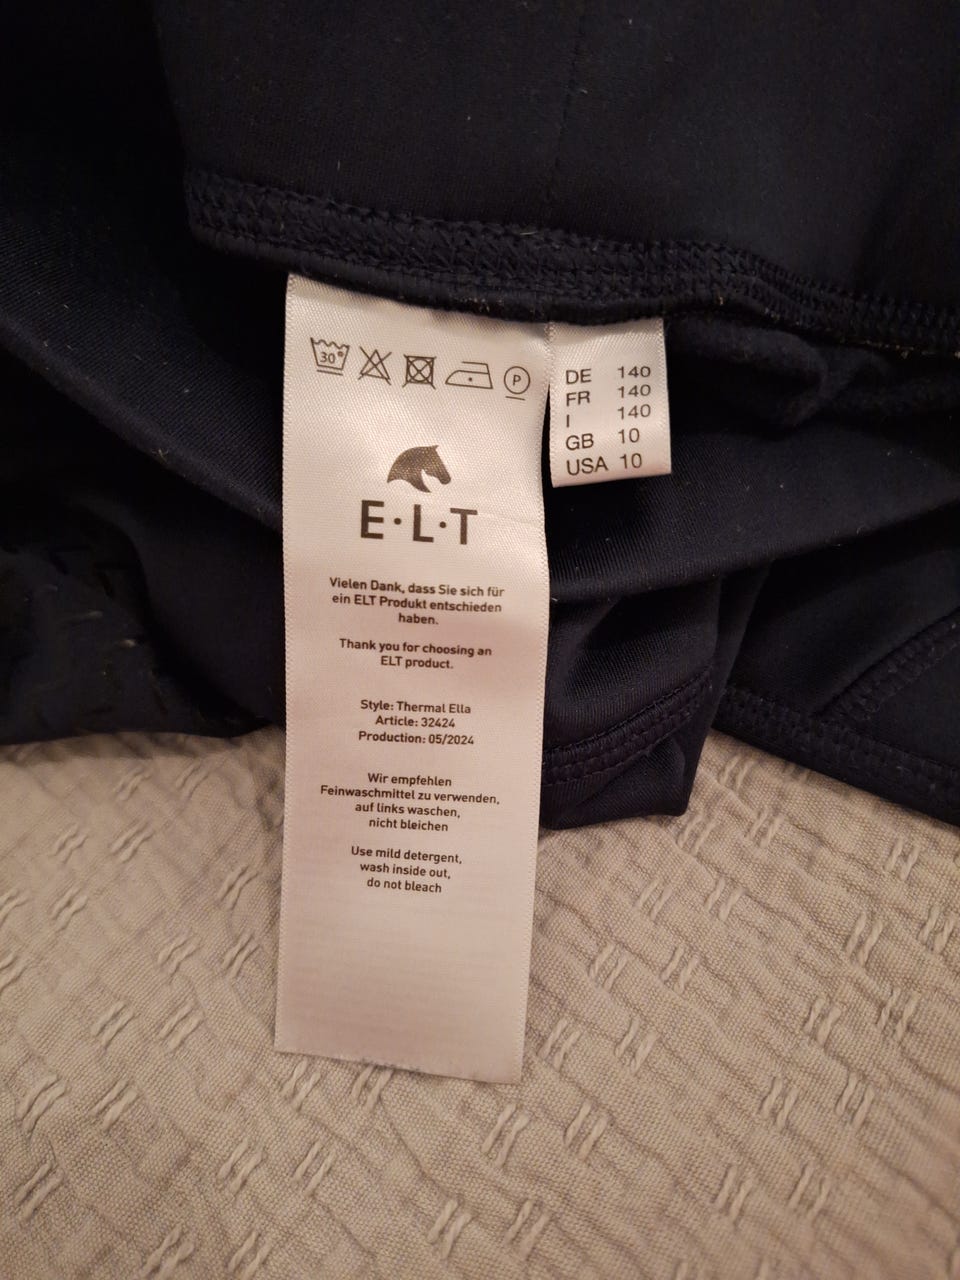 30°
P
E·L·T
Vielen Dank, dass Sie sich für
ein ELT Produkt entschieden
haben.
Thank you for choosing an
ELT product.
Style: Thermal Ella
Article: 32424
Production: 05/2024
Wir empfehlen
Feinwaschmittel zu verwenden,
auf links waschen,
nicht bleichen
Use mild detergent,
wash inside out,
do not bleach
DE 140
FR 140
I 140
GB 10
USA 10